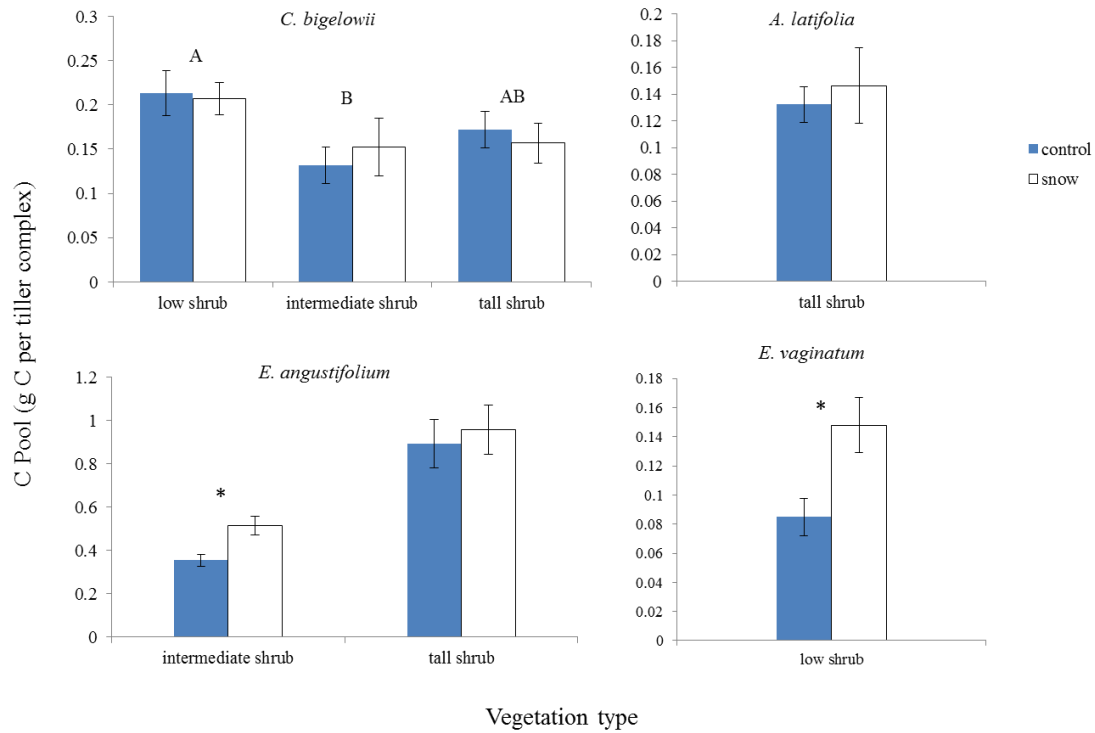 C. bigelowii
0.3
0.25
0.2
0.15
0.1
0.05
0
A
B
AB
low shrub
intermediate shrub
tall shrub
A. latifolia
0.2
0.18
0.16
0.14
0.12
0.1
0.08
0.06
0.04
0.02
0
tall shrub
control
snow
C Pool (g C per tiller complex)
E. angustifolium
1.2
1
0.8
0.6
0.4
0.2
0
*
intermediate shrub
tall shrub
E. vaginatum
0.18
0.16
0.14
0.12
0.1
0.08
0.06
0.04
0.02
0
*
low shrub
Vegetation type